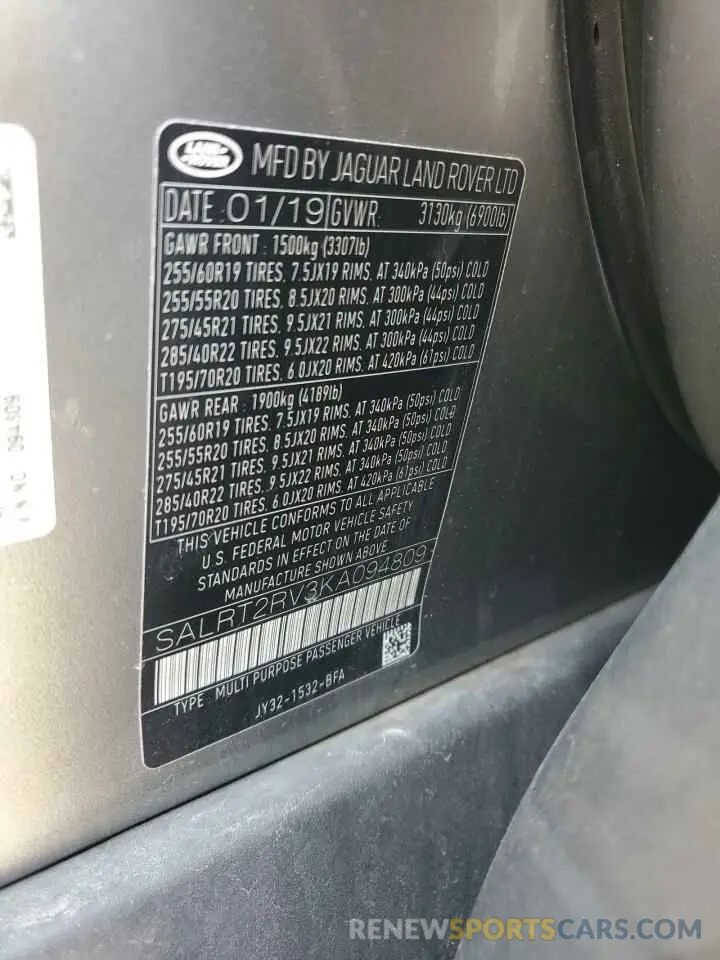 LAND ROVER
MFD BY JAGUAR LAND ROVER LTD
DATE 01/19 GVWR 3130kg (6900lb)
GAWR FRONT : 1500kg (3307lb)
255/60R19 TIRES, 7.5JX19 RIMS, AT 340kPa (50psi) COLD
255/55R20 TIRES, 8.5JX20 RIMS, AT 300kPa (44psi) COLD
275/45R21 TIRES, 9.5JX21 RIMS, AT 300kPa (44psi) COLD
285/40R22 TIRES, 9.5JX22 RIMS, AT 300kPa (44psi) COLD
T195/70R20 TIRES, 6.0JX20 RIMS, AT 420kPa (61psi) COLD
GAWR REAR : 1900kg (4189lb)
255/60R19 TIRES, 7.5JX19 RIMS, AT 340kPa (50psi) COLD
255/55R20 TIRES, 8.5JX20 RIMS, AT 340kPa (50psi) COLD
275/45R21 TIRES, 9.5JX21 RIMS, AT 340kPa (50psi) COLD
285/40R22 TIRES, 9.5JX22 RIMS, AT 340kPa (50psi) COLD
T195/70R20 TIRES, 6.0JX20 RIMS, AT 420kPa (61psi) COLD
THIS VEHICLE CONFORMS TO ALL APPLICABLE
U.S. FEDERAL MOTOR VEHICLE SAFETY
STANDARDS IN EFFECT ON THE DATE OF
MANUFACTURE SHOWN ABOVE
SALRT2RV3KA094809
TYPE MULTI PURPOSE PASSENGER VEHICLE
JY32-1532-BFA
094809
RENEWSPORTSCARS.COM